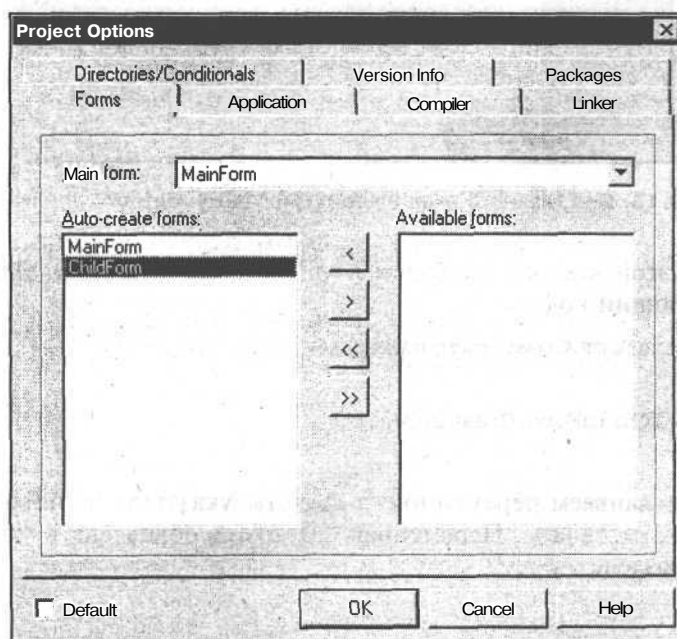 Project Options
Directories/Conditionals Version Info Packages
Forms Application Compiler Linker
Main form: MainForm
Auto-create forms: Available forms:
MainForm
ChildForm
<
>
<<
>>
Default OK Cancel Help